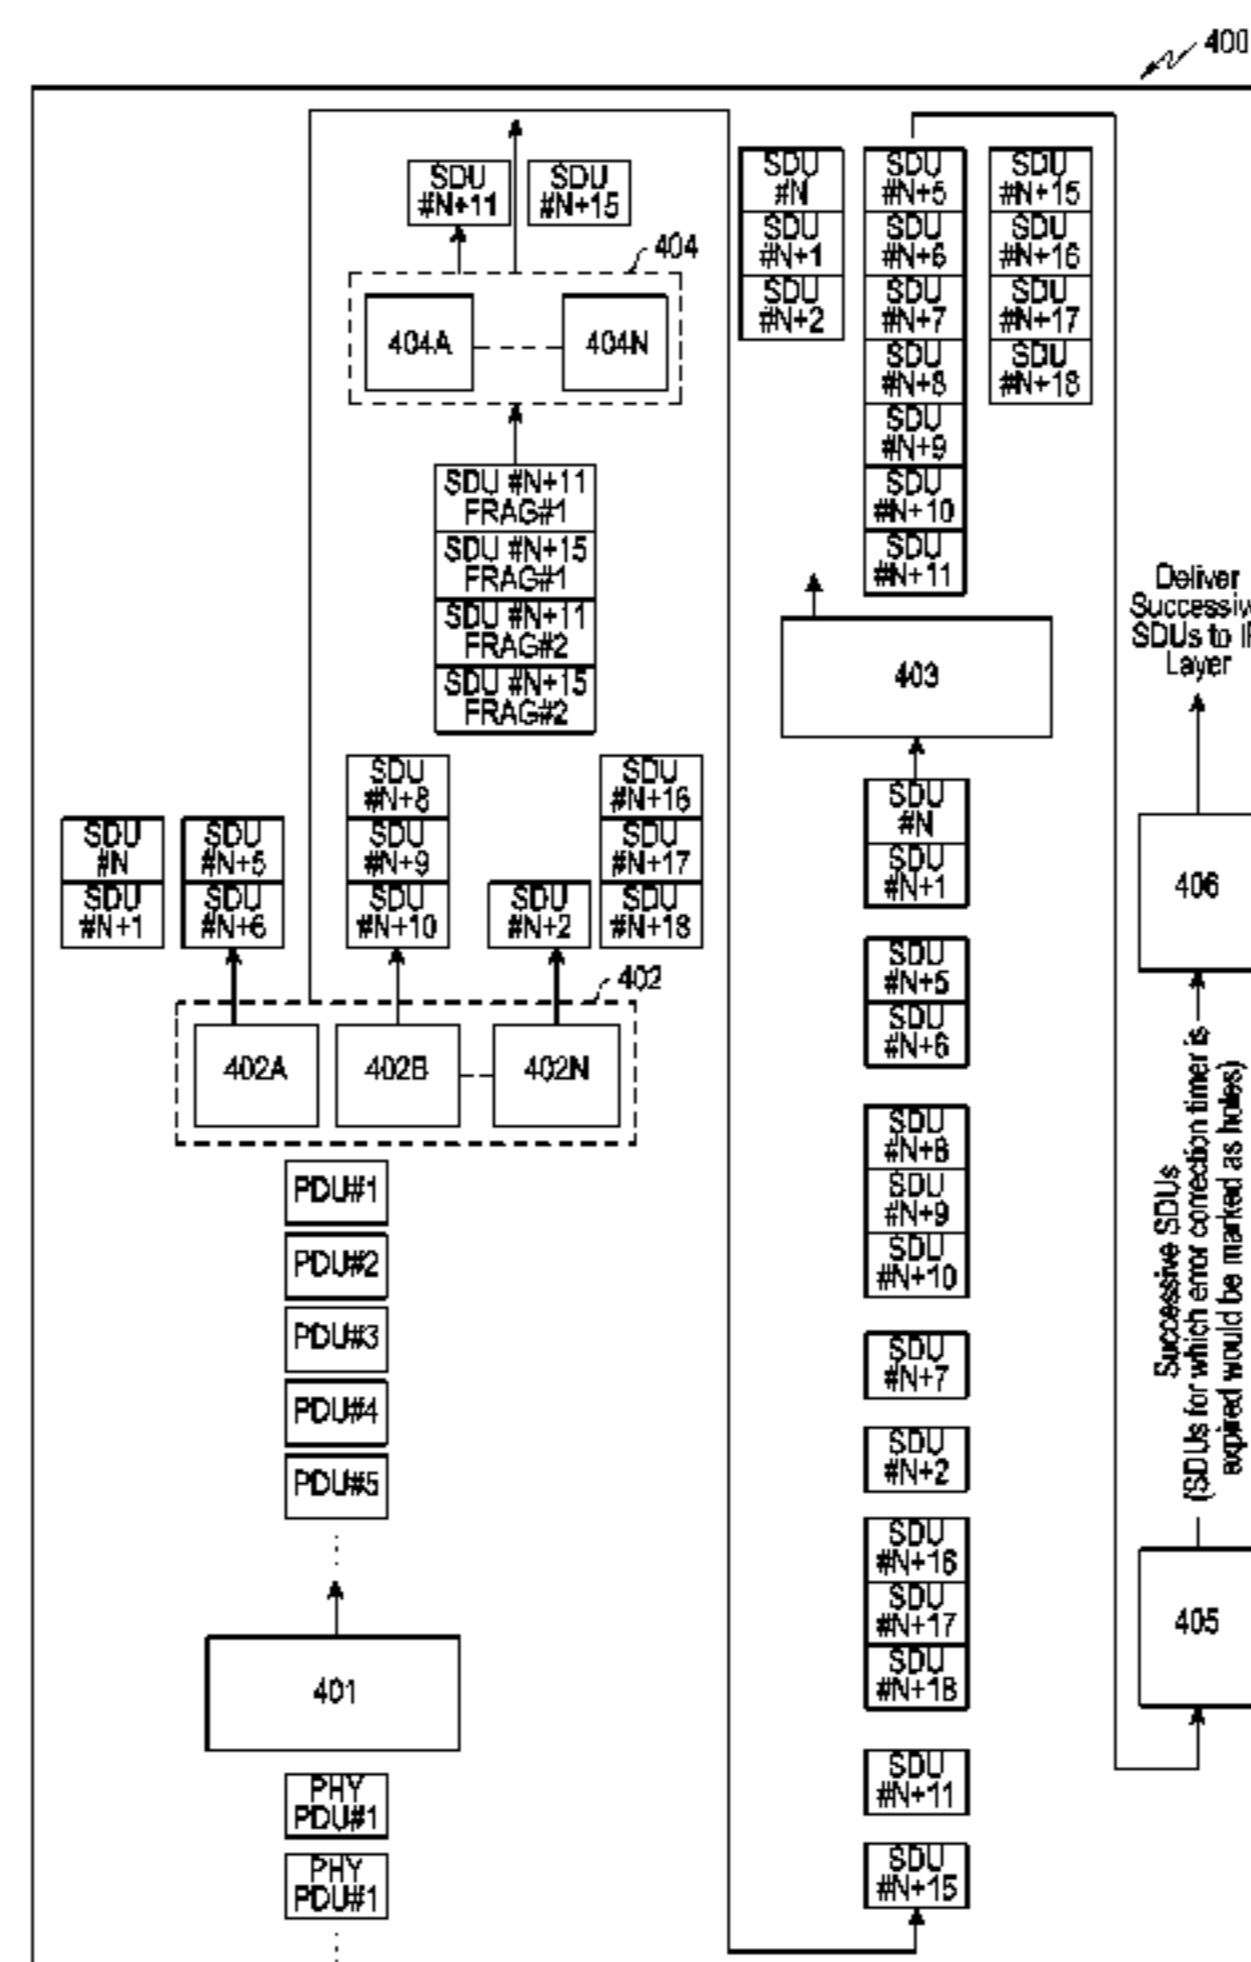 400
SDU
#N+11
SDU
#N+15
404
404A
404N
SDU #N+11
FRAG#1
SDU #N+15
FRAG#1
SDU #N+11
FRAG#2
SDU #N+15
FRAG#2
SDU
#N
SDU
#N+1
SDU
#N+5
SDU
#N+6
SDU
#N+8
SDU
#N+9
SDU
#N+10
SDU
#N+2
SDU
#N+16
SDU
#N+17
SDU
#N+18
402
402A
402B
402N
PDU#1
PDU#2
PDU#3
PDU#4
PDU#5
401
PHY
PDU#1
PHY
PDU#1
SDU
#N
SDU
#N+1
SDU
#N+2
SDU
#N+5
SDU
#N+6
SDU
#N+7
SDU
#N+8
SDU
#N+9
SDU
#N+10
SDU
#N+11
SDU
#N+15
SDU
#N+16
SDU
#N+17
SDU
#N+18
403
SDU
#N
SDU
#N+1
SDU
#N+5
SDU
#N+6
SDU
#N+8
SDU
#N+9
SDU
#N+10
SDU
#N+7
SDU
#N+2
SDU
#N+16
SDU
#N+17
SDU
#N+18
SDU
#N+11
SDU
#N+15
Deliver
Successiv
SDUs to I
Layer
406
Successive SDUs
(SDUs for which error correction timer is
expired would be marked as holes)
405